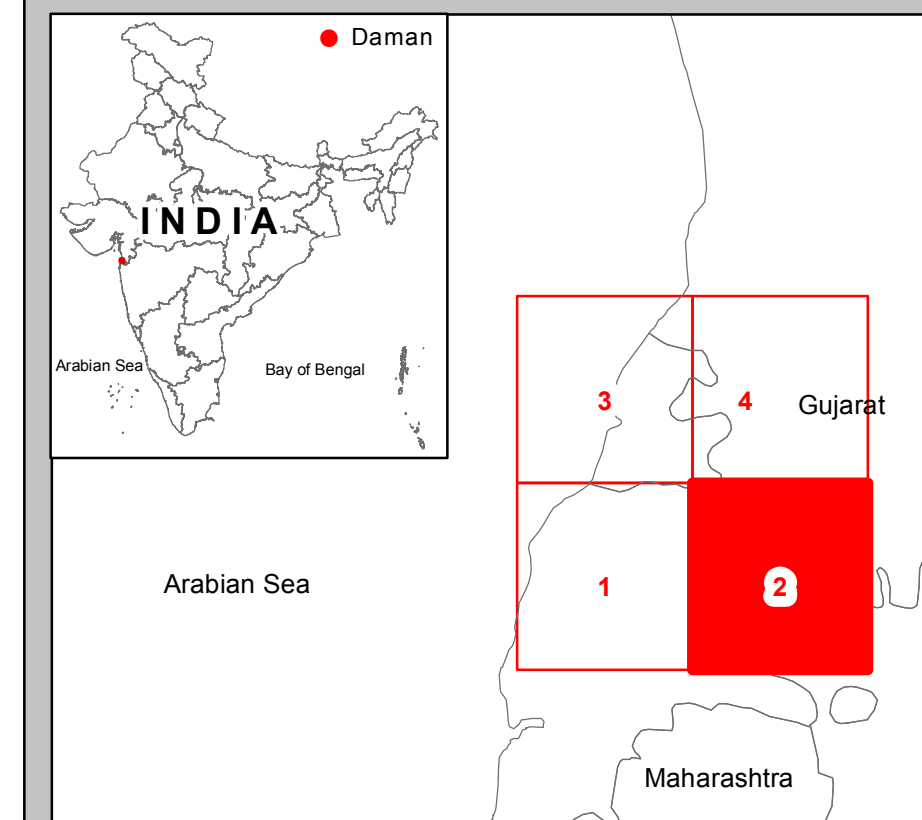 Daman
INDIA
Arabian Sea
Bay of Bengal
3
4
Gujarat
Arabian Sea
1
2
Maharashtra